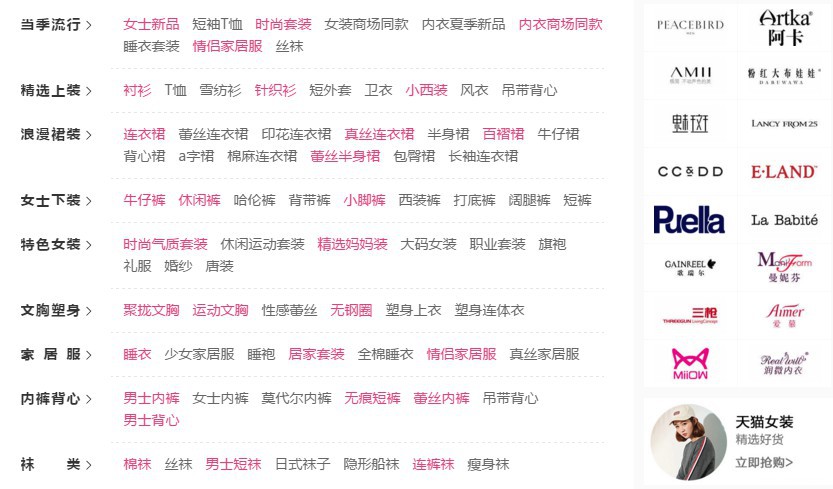 当季流行 > 女士新品 短袖T恤 时尚套装 女装商场同款 内衣夏季新品 内衣商场同款
睡衣套装 情侣家居服 丝袜
精选上装 > 衬衫 T恤 雪纺衫 针织衫 短外套 卫衣 小西装 风衣 吊带背心
浪漫裙装 > 连衣裙 蕾丝连衣裙 印花连衣裙 真丝连衣裙 半身裙 百褶裙 牛仔裙
背心裙 a字裙 棉麻连衣裙 蕾丝半身裙 包臀裙 长袖连衣裙
女士下装 > 牛仔裤 休闲裤 哈伦裤 背带裤 小脚裤 西装裤 打底裤 阔腿裤 短裤
特色女装 > 时尚气质套装 休闲运动套装 精选妈妈装 大码女装 职业套装 旗袍
礼服 婚纱 唐装
文胸塑身 > 聚拢文胸 运动文胸 性感蕾丝 无钢圈 塑身上衣 塑身连体衣
家居服 > 睡衣 少女家居服 睡袍 居家套装 全棉睡衣 情侣家居服 真丝家居服
内裤背心 > 男士内裤 女士内裤 莫代尔内裤 无痕短裤 蕾丝内裤 吊带背心
男士背心
袜类 > 棉袜 丝袜 男士短袜 日式袜子 隐形船袜 连裤袜 瘦身袜
PEACEBIRD
Artka
阿卡
AMII
粉红大布娃娃
DABUWAWA
LANCY FROM 25
CC&DD
E·LAND
Puella
La Babité
GAINREEL
歌瑞尔
ManiForm
曼妮芬
三枪
THREEGUN
Aimer
爱慕
MiiOW
Real will
润微内衣
天猫女装
精选好货
立即抢购>